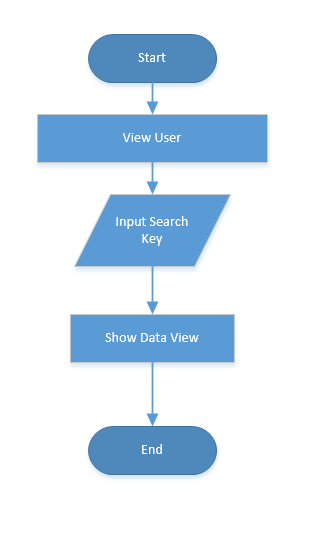 Start
View User
Input Search
Key
Show Data View
End